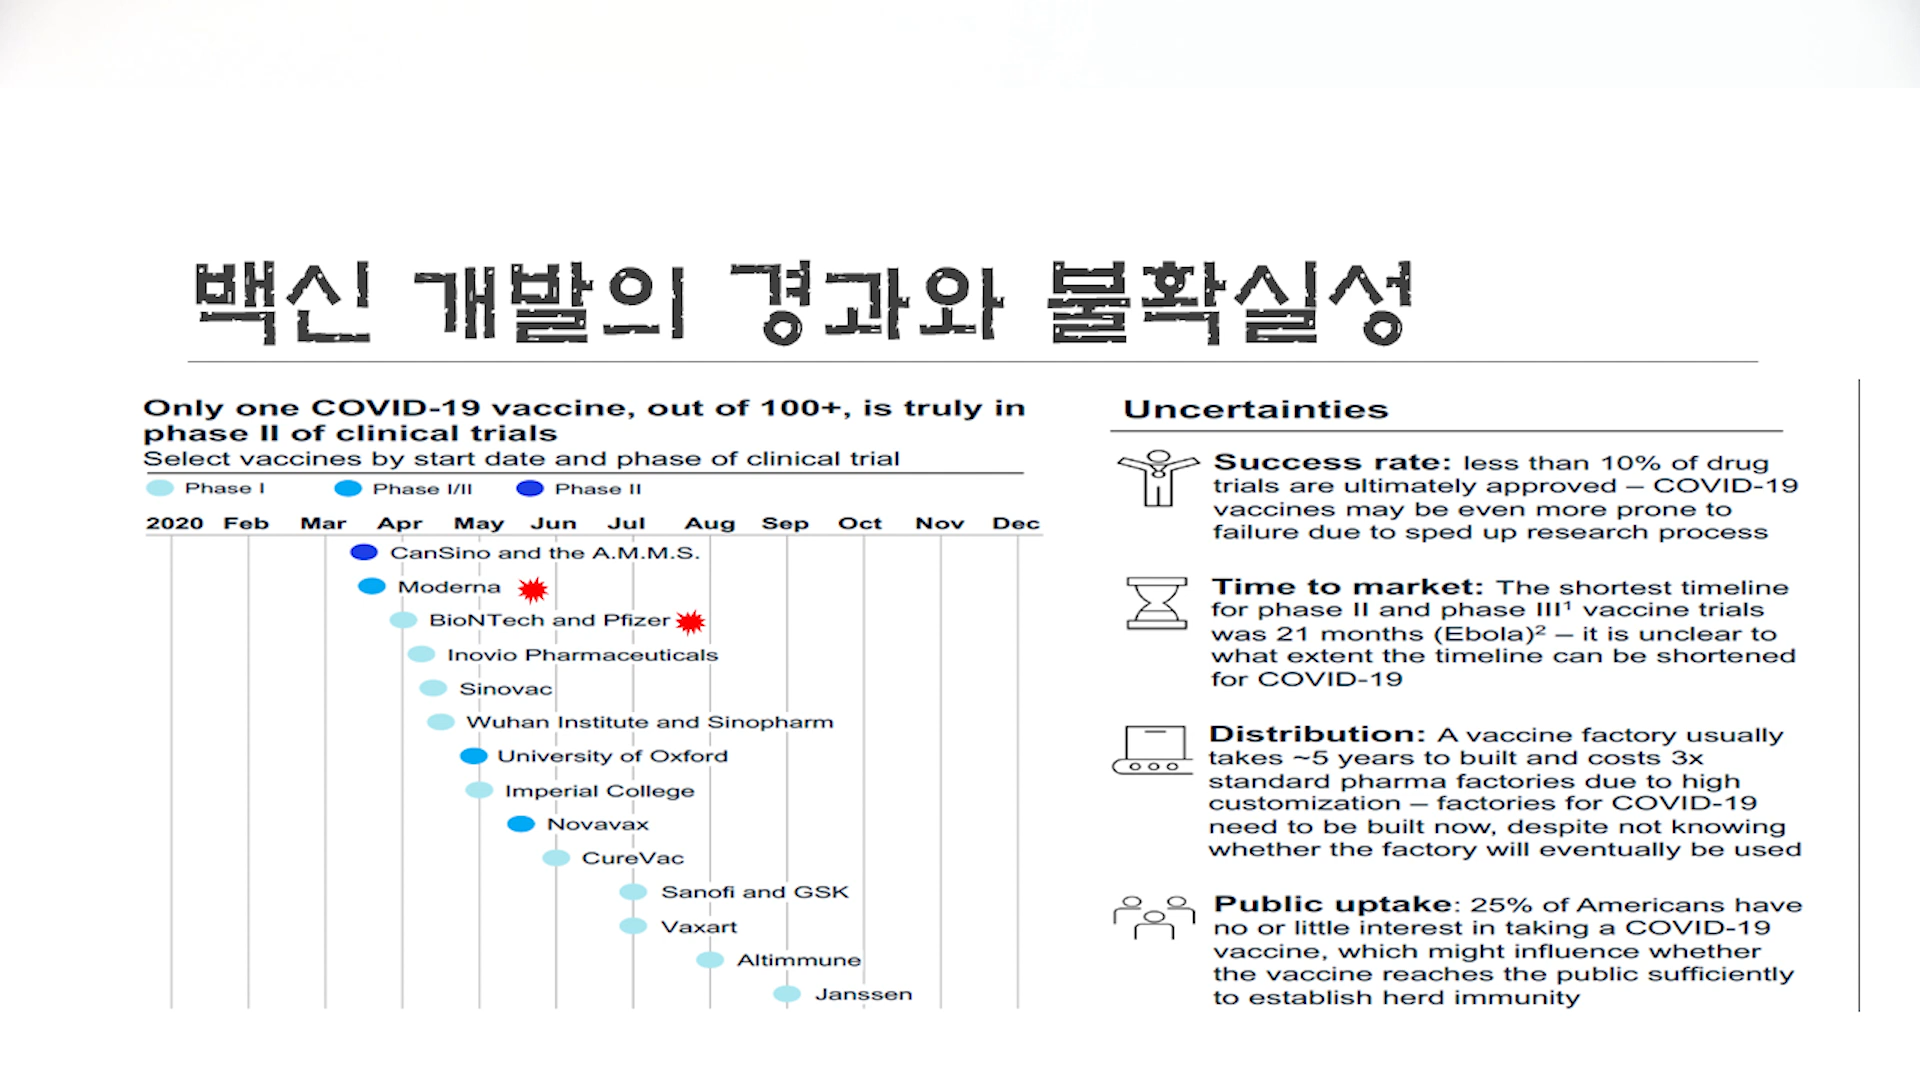 백신 개발의 경과와 불확실성
Only one COVID-19 vaccine, out of 100+, is truly in
phase II of clinical trials
Select vaccines by start date and phase of clinical trial
Phase I Phase I/II Phase II
2020 Feb Mar Apr May Jun Jul Aug Sep Oct Nov Dec
CanSino and the A.M.M.S.
Moderna
BioNTech and Pfizer
Inovio Pharmaceuticals
Sinovac
Wuhan Institute and Sinopharm
University of Oxford
Imperial College
Novavax
CureVac
Sanofi and GSK
Vaxart
Altimmune
Janssen
Uncertainties
Success rate: less than 10% of drug
trials are ultimately approved – COVID-19
vaccines may be even more prone to
failure due to sped up research process
Time to market: The shortest timeline
for phase II and phase III¹ vaccine trials
was 21 months (Ebola)² – it is unclear to
what extent the timeline can be shortened
for COVID-19
Distribution: A vaccine factory usually
takes ~5 years to built and costs 3x
standard pharma factories due to high
customization – factories for COVID-19
need to be built now, despite not knowing
whether the factory will eventually be used
Public uptake: 25% of Americans have
no or little interest in taking a COVID-19
vaccine, which might influence whether
the vaccine reaches the public sufficiently
to establish herd immunity